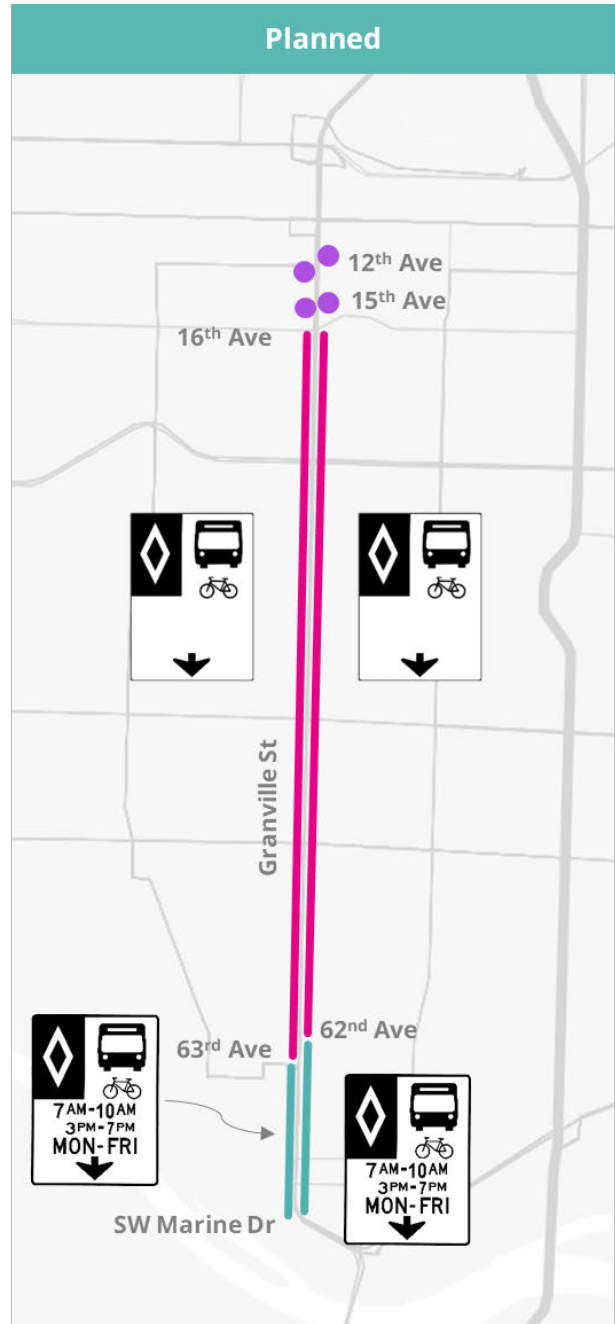 Planned
12th Ave
15th Ave
16th Ave
Granville St
62nd Ave
63rd Ave
7AM-10AM
3PM-7PM
MON-FRI
7AM-10AM
3PM-7PM
MON-FRI
SW Marine Dr